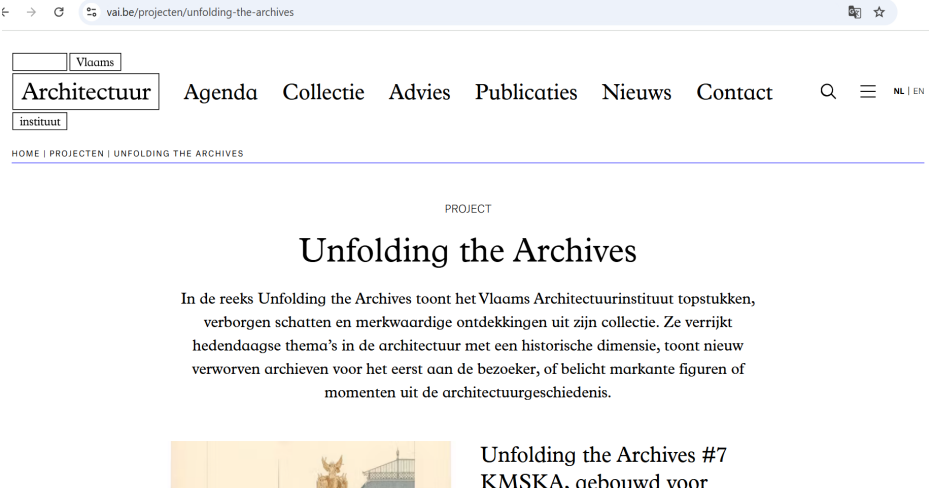 vai.be/projecten/unfolding-the-archives
Vlaams
Architectuur
instituut
Agenda Collectie Advies Publicaties Nieuws Contact
NL | EN
HOME | PROJECTEN | UNFOLDING THE ARCHIVES
PROJECT
Unfolding the Archives
In de reeks Unfolding the Archives toont het Vlaams Architectuurinstituut topstukken,
verborgen schatten en merkwaardige ontdekkingen uit zijn collectie. Ze verrijkt
hedendaagse thema's in de architectuur met een historische dimensie, toont nieuw
verworven archieven voor het eerst aan de bezoeker, of belicht markante figuren of
momenten uit de architectuurgeschiedenis.
Unfolding the Archives #7
KMSKA, gebouwd voor